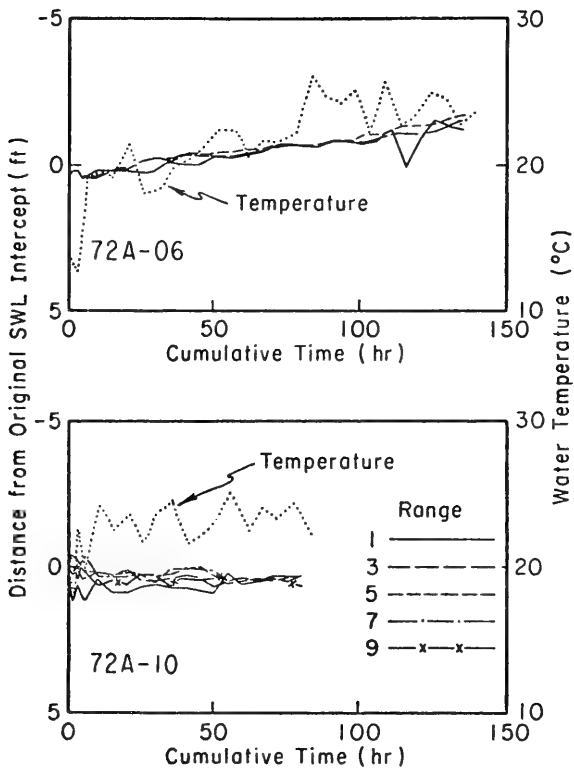 Distance from Original SWL Intercept (ft)
-5
0
5
30
20
10
Temperature
72A-06
0
50
100
150
Cumulative Time (hr)
Water Temperature (°C)
-5
0
5
30
20
10
Temperature
Range
1
3
5
7
9
72A-10
0
50
100
150
Cumulative Time (hr)